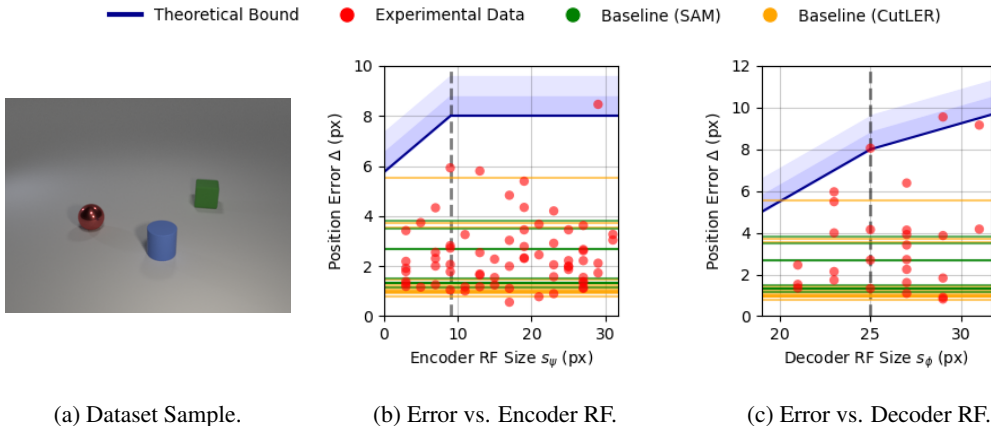 Theoretical Bound Experimental Data Baseline (SAM) Baseline (CutLER)
10
8
6
4
2
0
Position Error Δ (px)
0 10 20 30
Encoder RF Size s_ψ (px)
12
10
8
6
4
2
0
Position Error Δ (px)
20 25 30
Decoder RF Size s_ϕ (px)
(a) Dataset Sample.
(b) Error vs. Encoder RF.
(c) Error vs. Decoder RF.